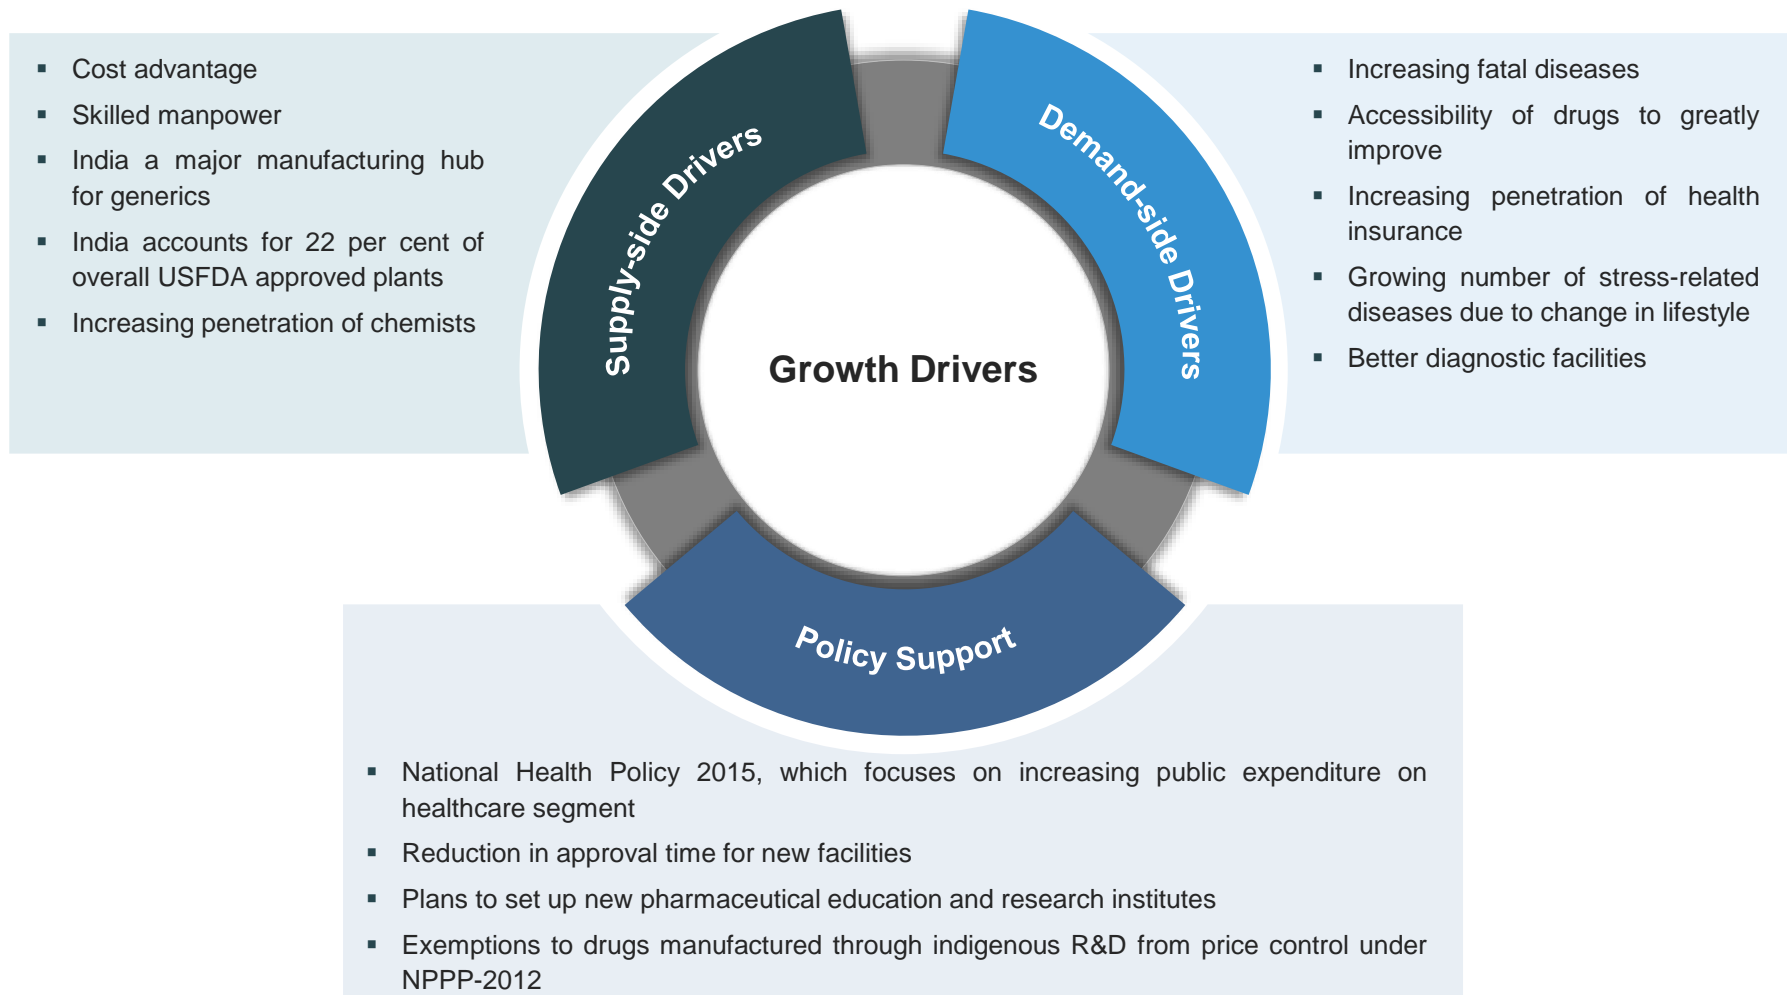 ▪ Cost advantage
▪ Skilled manpower
▪ India a major manufacturing hub
for generics
▪ India accounts for 22 per cent of
overall USFDA approved plants
▪ Increasing penetration of chemists
Supply-side Drivers
Growth Drivers
Demand-side Drivers
▪ Increasing fatal diseases
▪ Accessibility of drugs to greatly
improve
▪ Increasing penetration of health
insurance
▪ Growing number of stress-related
diseases due to change in lifestyle
▪ Better diagnostic facilities
Policy Support
▪ National Health Policy 2015, which focuses on increasing public expenditure on
healthcare segment
▪ Reduction in approval time for new facilities
▪ Plans to set up new pharmaceutical education and research institutes
▪ Exemptions to drugs manufactured through indigenous R&D from price control under
NPPP-2012